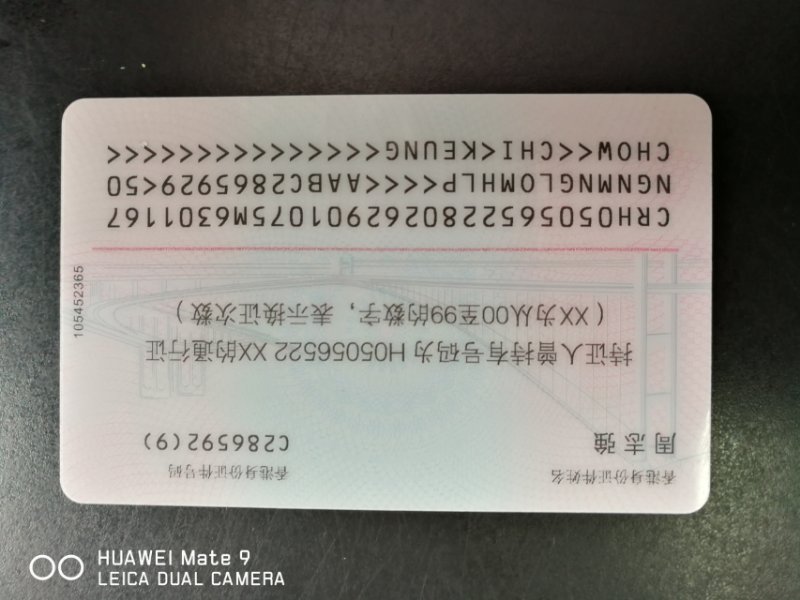 香港身份证件姓名 香港身份证件号码
周志強 C286592(9)
持证人曾持有号码为 H05056522 XX的通行证
（XX为从00至99的数字，表示换证次数）
105452365
CRH0505652280262901075M6301167
NGNMNGLOMHLP<<<<AABC2865929<50
CHOW<<CHI<KEUNG<<<<<<<<<<<<<<<
HUAWEI Mate 9
LEICA DUAL CAMERA